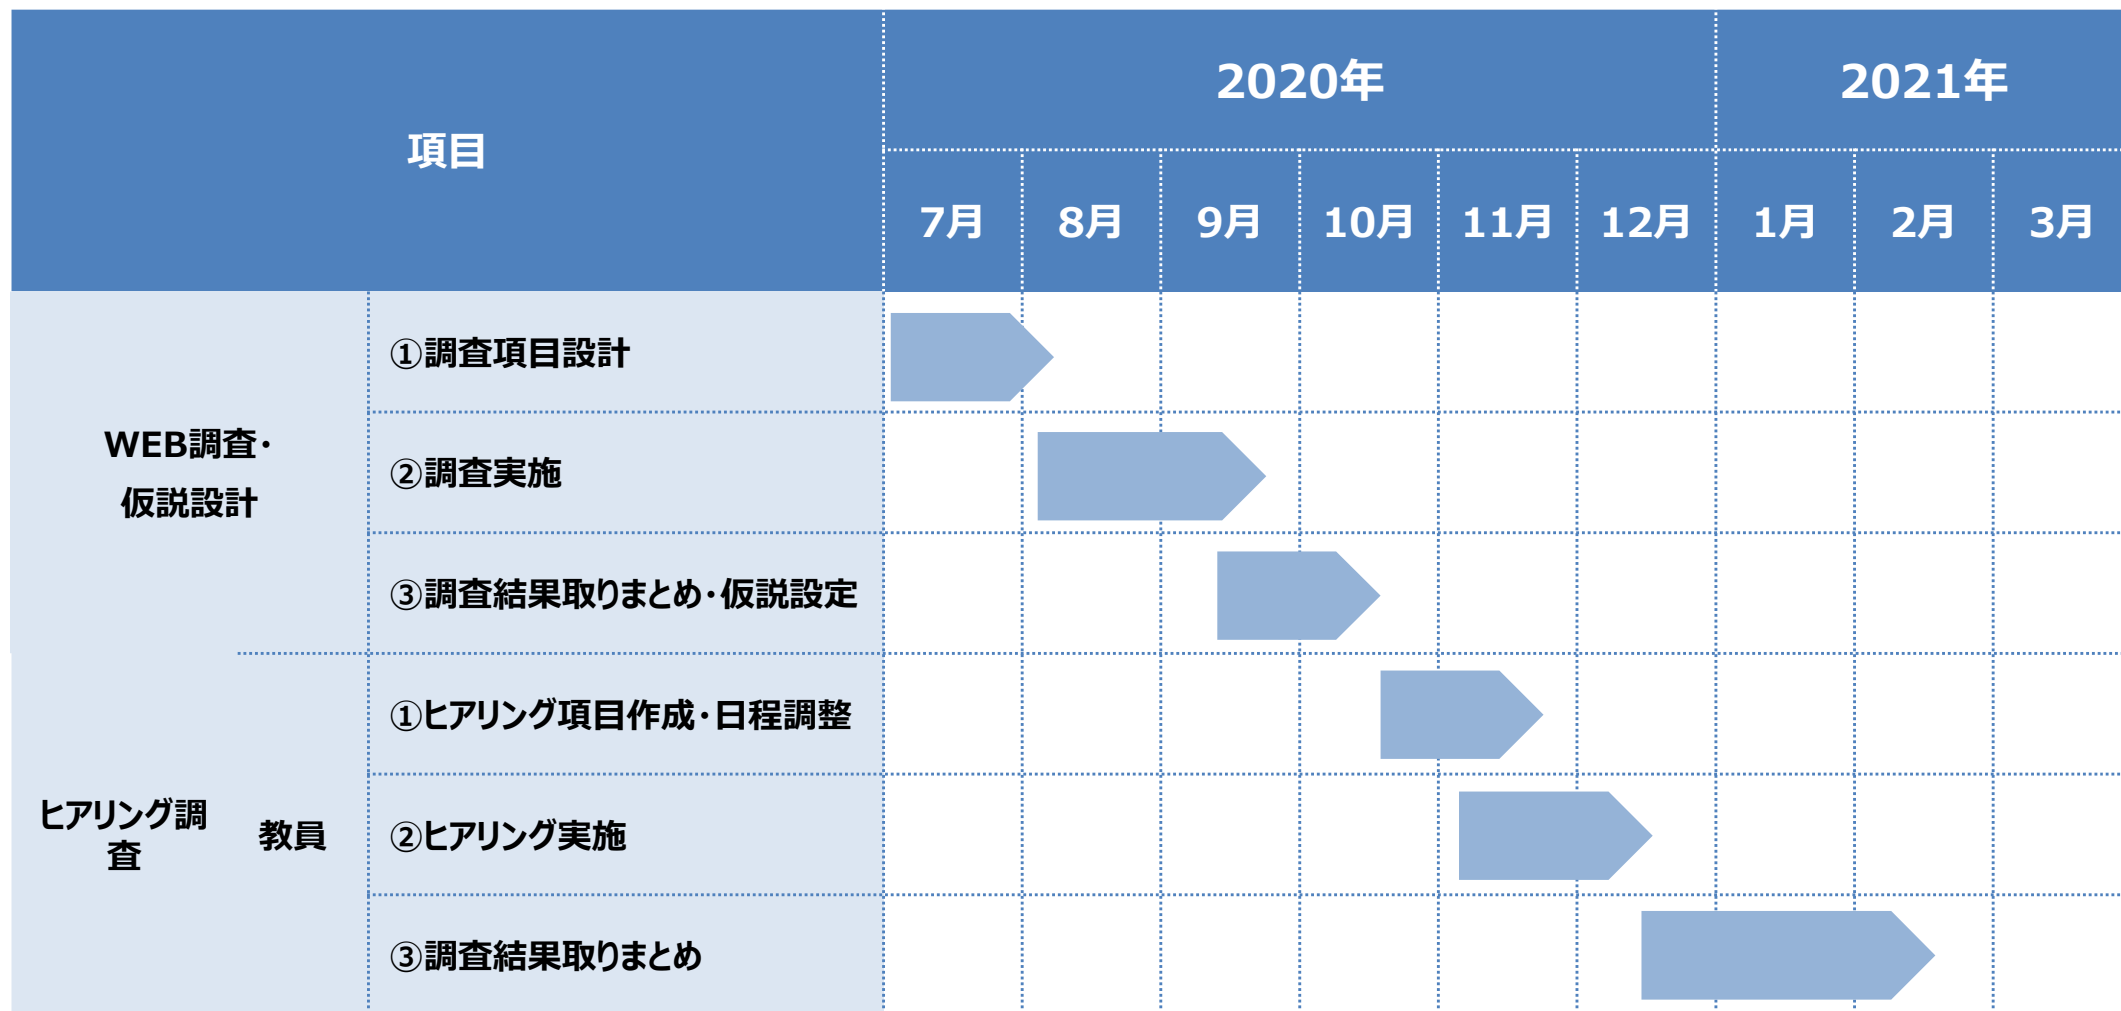 項目
2020年
2021年
7月
8月
9月
10月
11月
12月
1月
2月
3月
WEB調査・
仮説設計
①調査項目設計
②調査実施
③調査結果取りまとめ・仮説設定
ヒアリング調
査
教員
①ヒアリング項目作成・日程調整
②ヒアリング実施
③調査結果取りまとめ